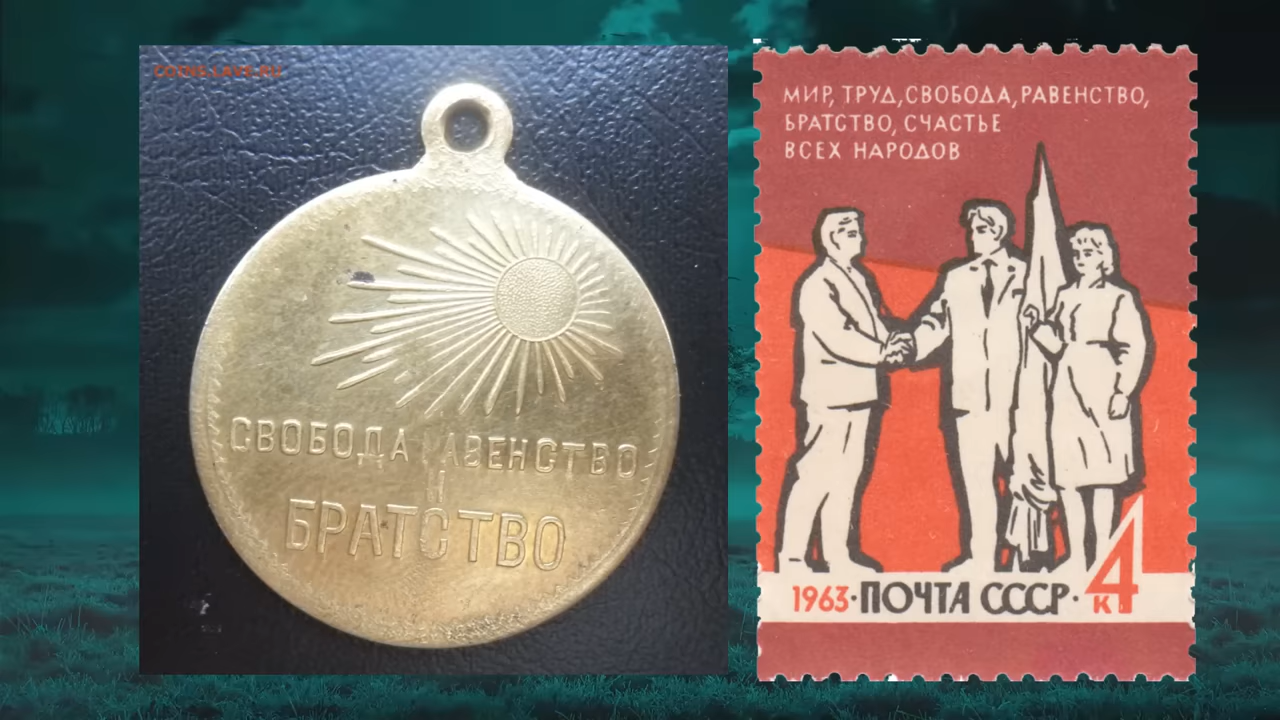 COINS.LAVE.RU
СВОБОДА РАВЕНСТВО
И
БРАТСТВО
МИР, ТРУД, СВОБОДА, РАВЕНСТВО,
БРАТСТВО, СЧАСТЬЕ
ВСЕХ НАРОДОВ
1963·ПОЧТА СССР·4
К